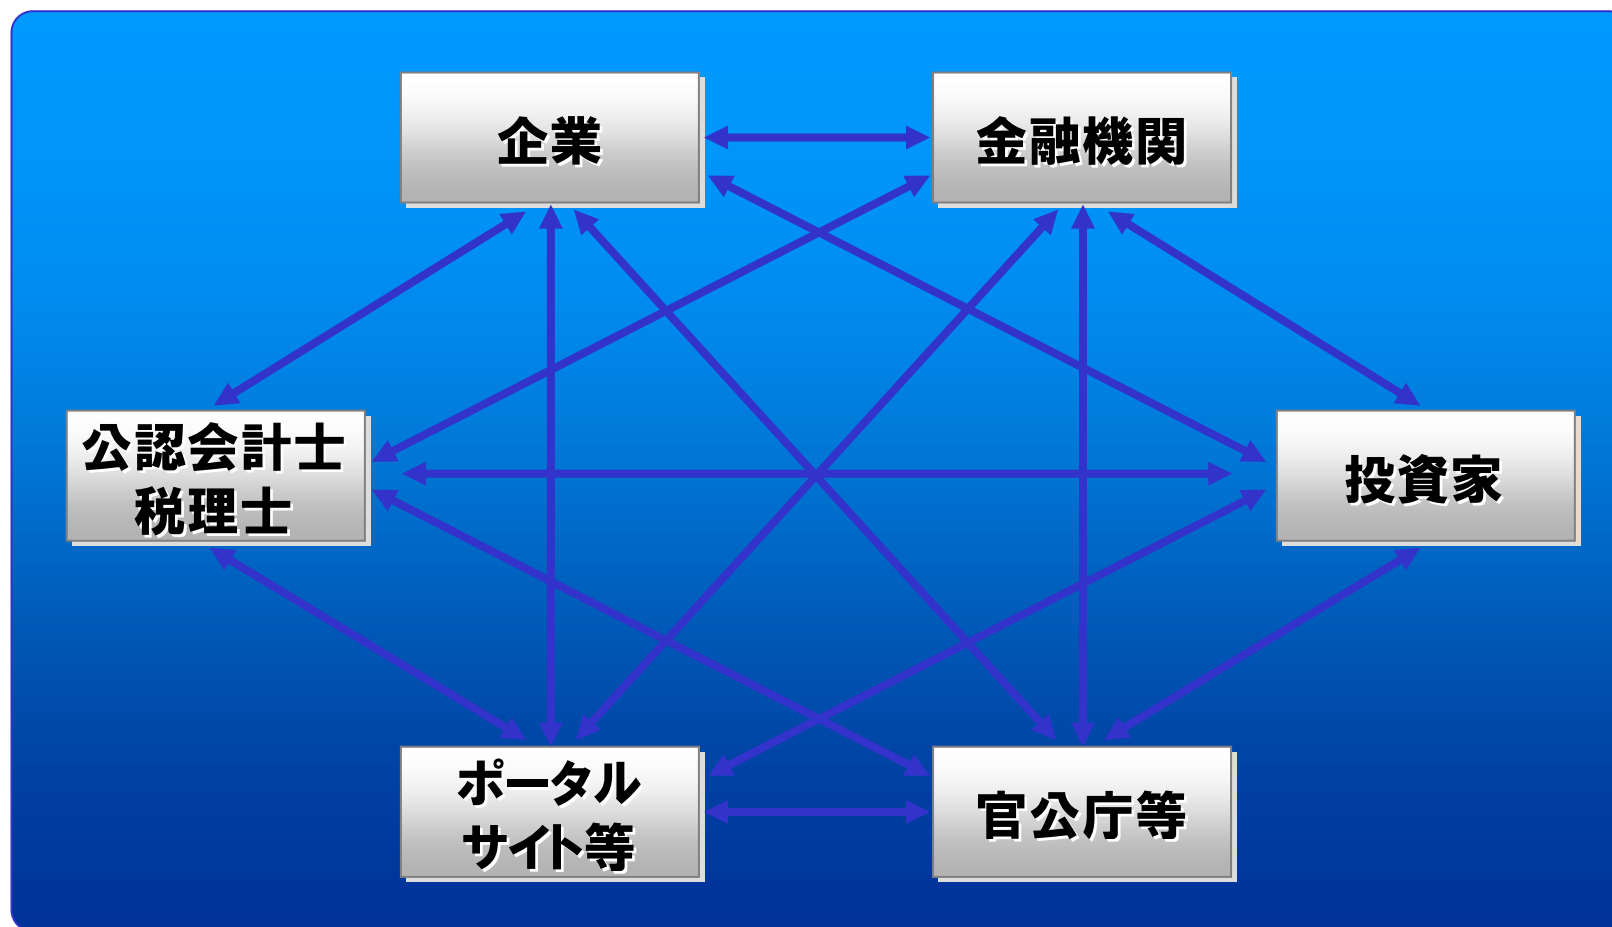 企業
金融機関
公認会計士
税理士
投資家
ポータル
サイト等
官公庁等